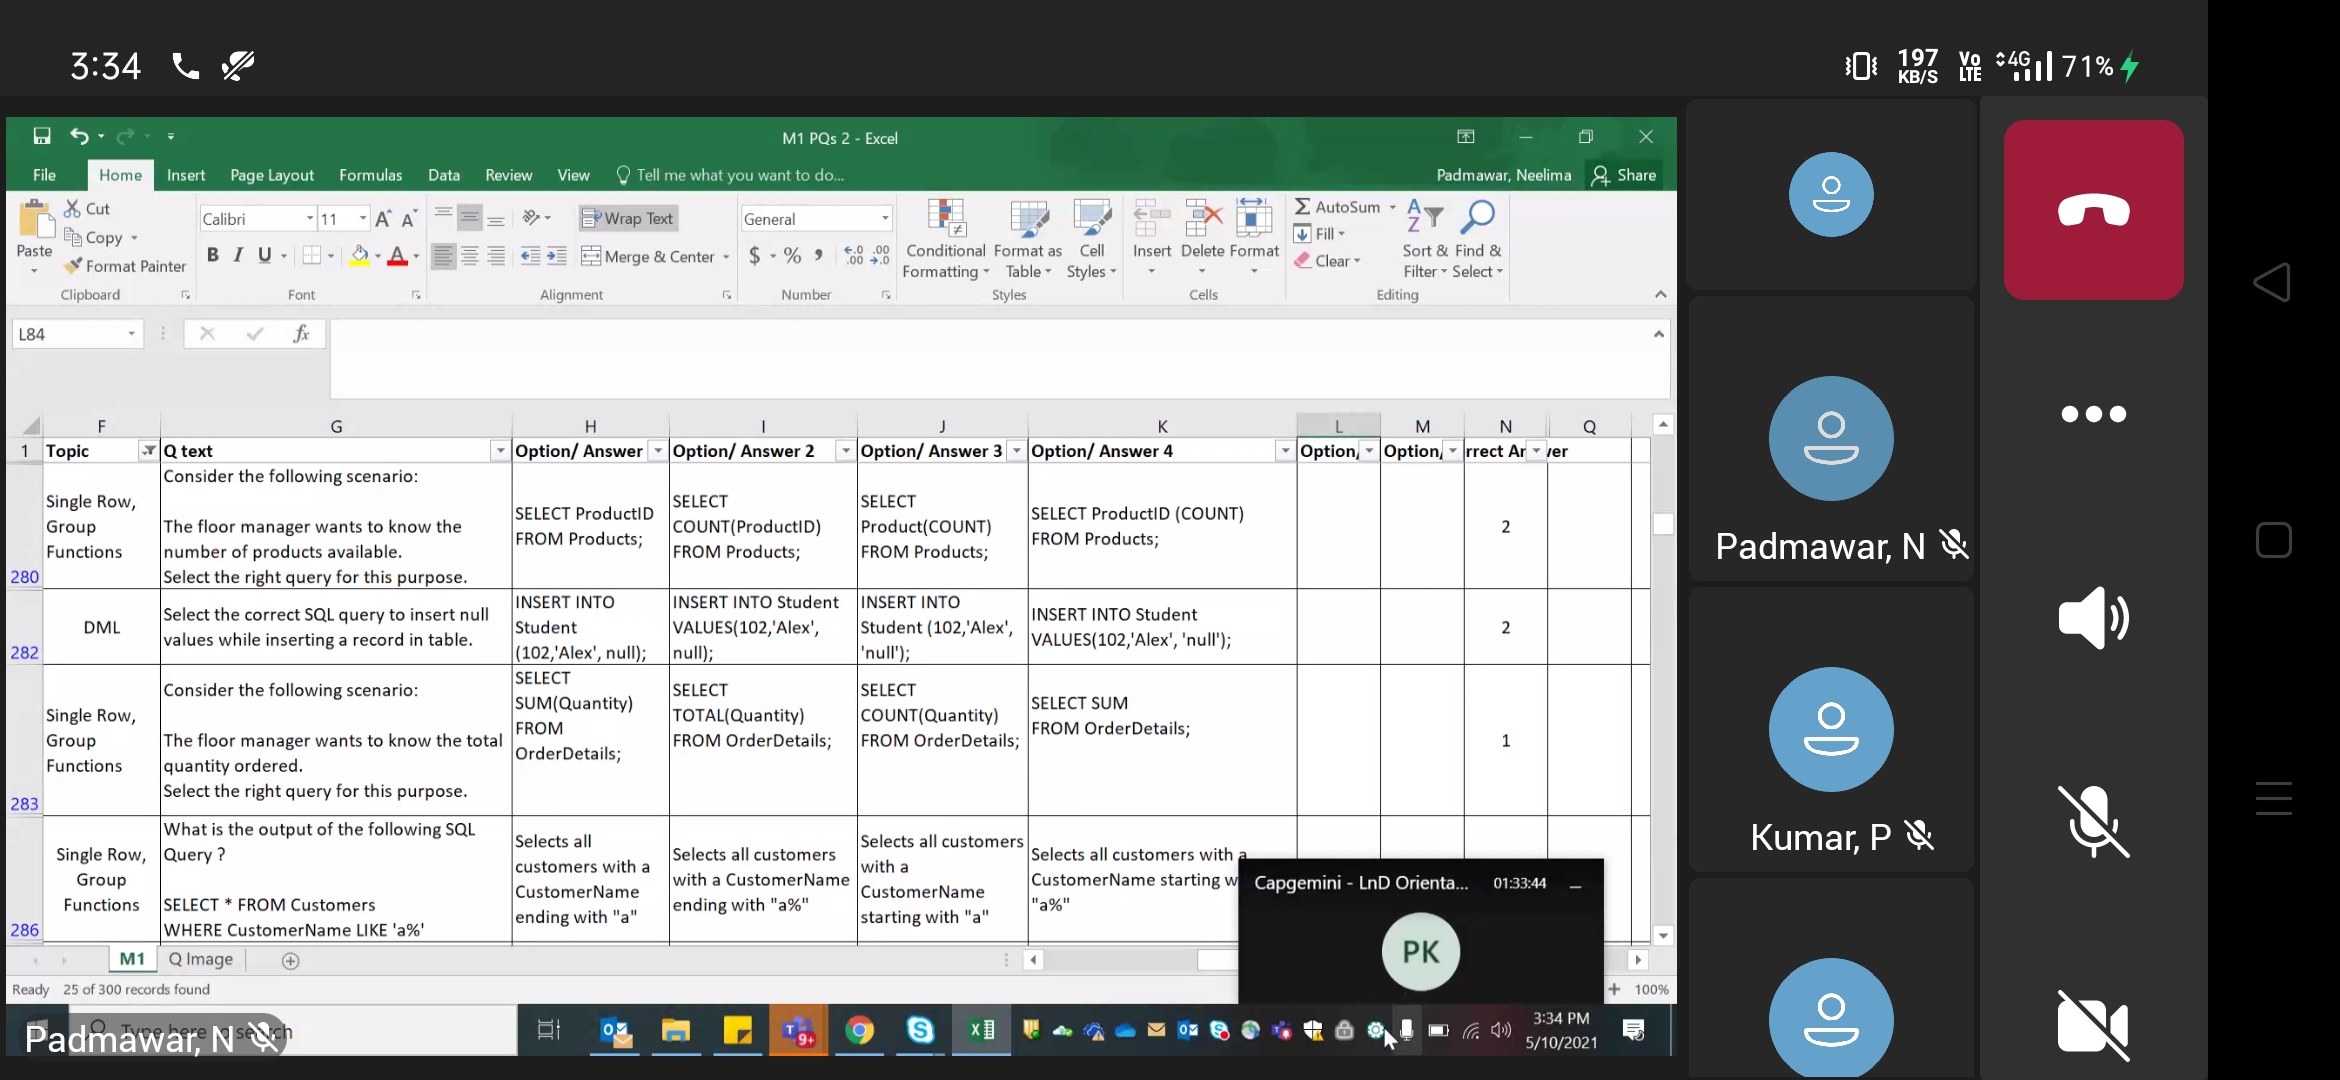 3:34
197
KB/S
Vo
LTE
4G
71%
M1 PQs 2 - Excel
File
Home
Insert
Page Layout
Formulas
Data
Review
View
Tell me what you want to do...
Padmawar, Neelima
Share
Cut
Copy
Format Painter
Paste
Calibri
11
B I U
Wrap Text
Merge & Center
General
$ % ,
Conditional
Formatting
Format as
Table
Cell
Styles
Insert
Delete
Format
AutoSum
Fill
Clear
Sort &
Filter
Find &
Select
Clipboard
Font
Alignment
Number
Styles
Cells
Editing
L84
fx
F
G
H
I
J
K
L
M
N
Q
1
Topic
Q text
Option/ Answer
Option/ Answer 2
Option/ Answer 3
Option/ Answer 4
Option/
Option/
rrect Ar
ver
280
Single Row,
Group
Functions
Consider the following scenario:
The floor manager wants to know the
number of products available.
Select the right query for this purpose.
SELECT ProductID
FROM Products;
SELECT
COUNT(ProductID)
FROM Products;
SELECT
Product(COUNT)
FROM Products;
SELECT ProductID (COUNT)
FROM Products;
2
282
DML
Select the correct SQL query to insert null
values while inserting a record in table.
INSERT INTO
Student
(102,'Alex', null);
INSERT INTO Student
VALUES(102,'Alex',
null);
INSERT INTO
Student (102,'Alex',
'null');
INSERT INTO Student
VALUES(102,'Alex', 'null');
2
283
Single Row,
Group
Functions
Consider the following scenario:
The floor manager wants to know the total
quantity ordered.
Select the right query for this purpose.
SELECT
SUM(Quantity)
FROM
OrderDetails;
SELECT
TOTAL(Quantity)
FROM OrderDetails;
SELECT
COUNT(Quantity)
FROM OrderDetails;
SELECT SUM
FROM OrderDetails;
1
286
Single Row,
Group
Functions
What is the output of the following SQL
Query ?
SELECT * FROM Customers
WHERE CustomerName LIKE 'a%'
Selects all
customers with a
CustomerName
ending with "a"
Selects all customers
with a CustomerName
ending with "a%"
Selects all customers
with a
CustomerName
starting with "a"
Selects all customers with a
CustomerName starting w
"a%"
Capgemini - LnD Orienta...
01:33:44
PK
M1
Q Image
Ready
25 of 300 records found
100%
Type here
ch
9+
3:34 PM
5/10/2021
Padmawar, N
Padmawar, N
Kumar, P